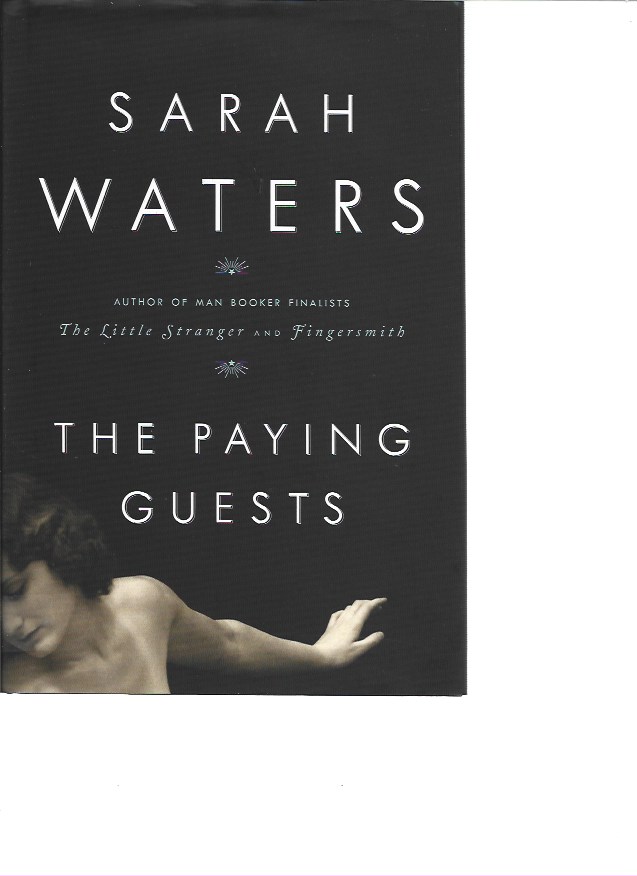 SARAH
WATERS
AUTHOR OF MAN BOOKER FINALISTS
The Little Stranger AND Fingersmith
THE PAYING
GUESTS